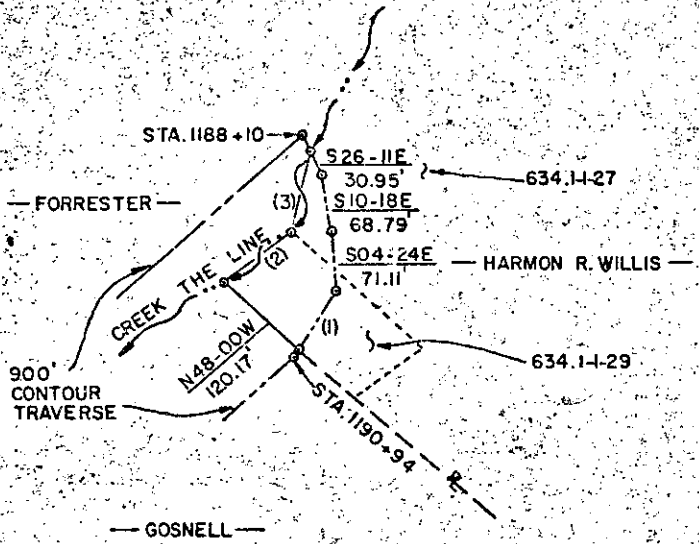 STA. 1188+10
S26-11E
30.95'
634.1-1-27
— FORRESTER —
(3)
S10-18E
68.79'
CREEK THE LINE
(2)
S04-24E
71.11'
— HARMON R. WILLIS —
(1)
N48-00W
120.17'
634.1-1-29
900'
CONTOUR
TRAVERSE
STA. 1190+94
— GOSNELL —